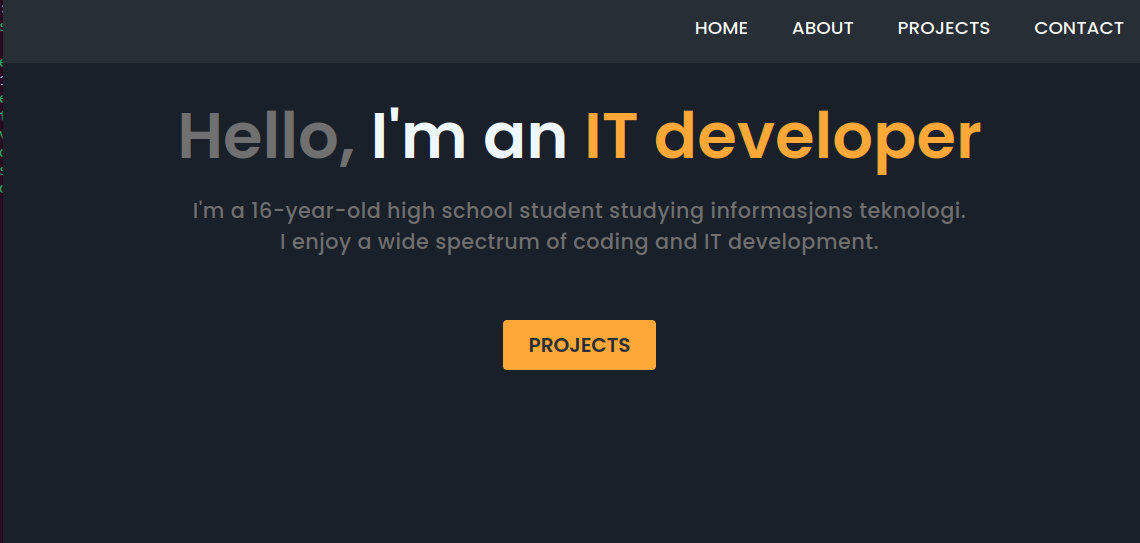 HOME ABOUT PROJECTS CONTACT
Hello, I'm an IT developer
I'm a 16-year-old high school student studying informasjons teknologi.
I enjoy a wide spectrum of coding and IT development.
PROJECTS